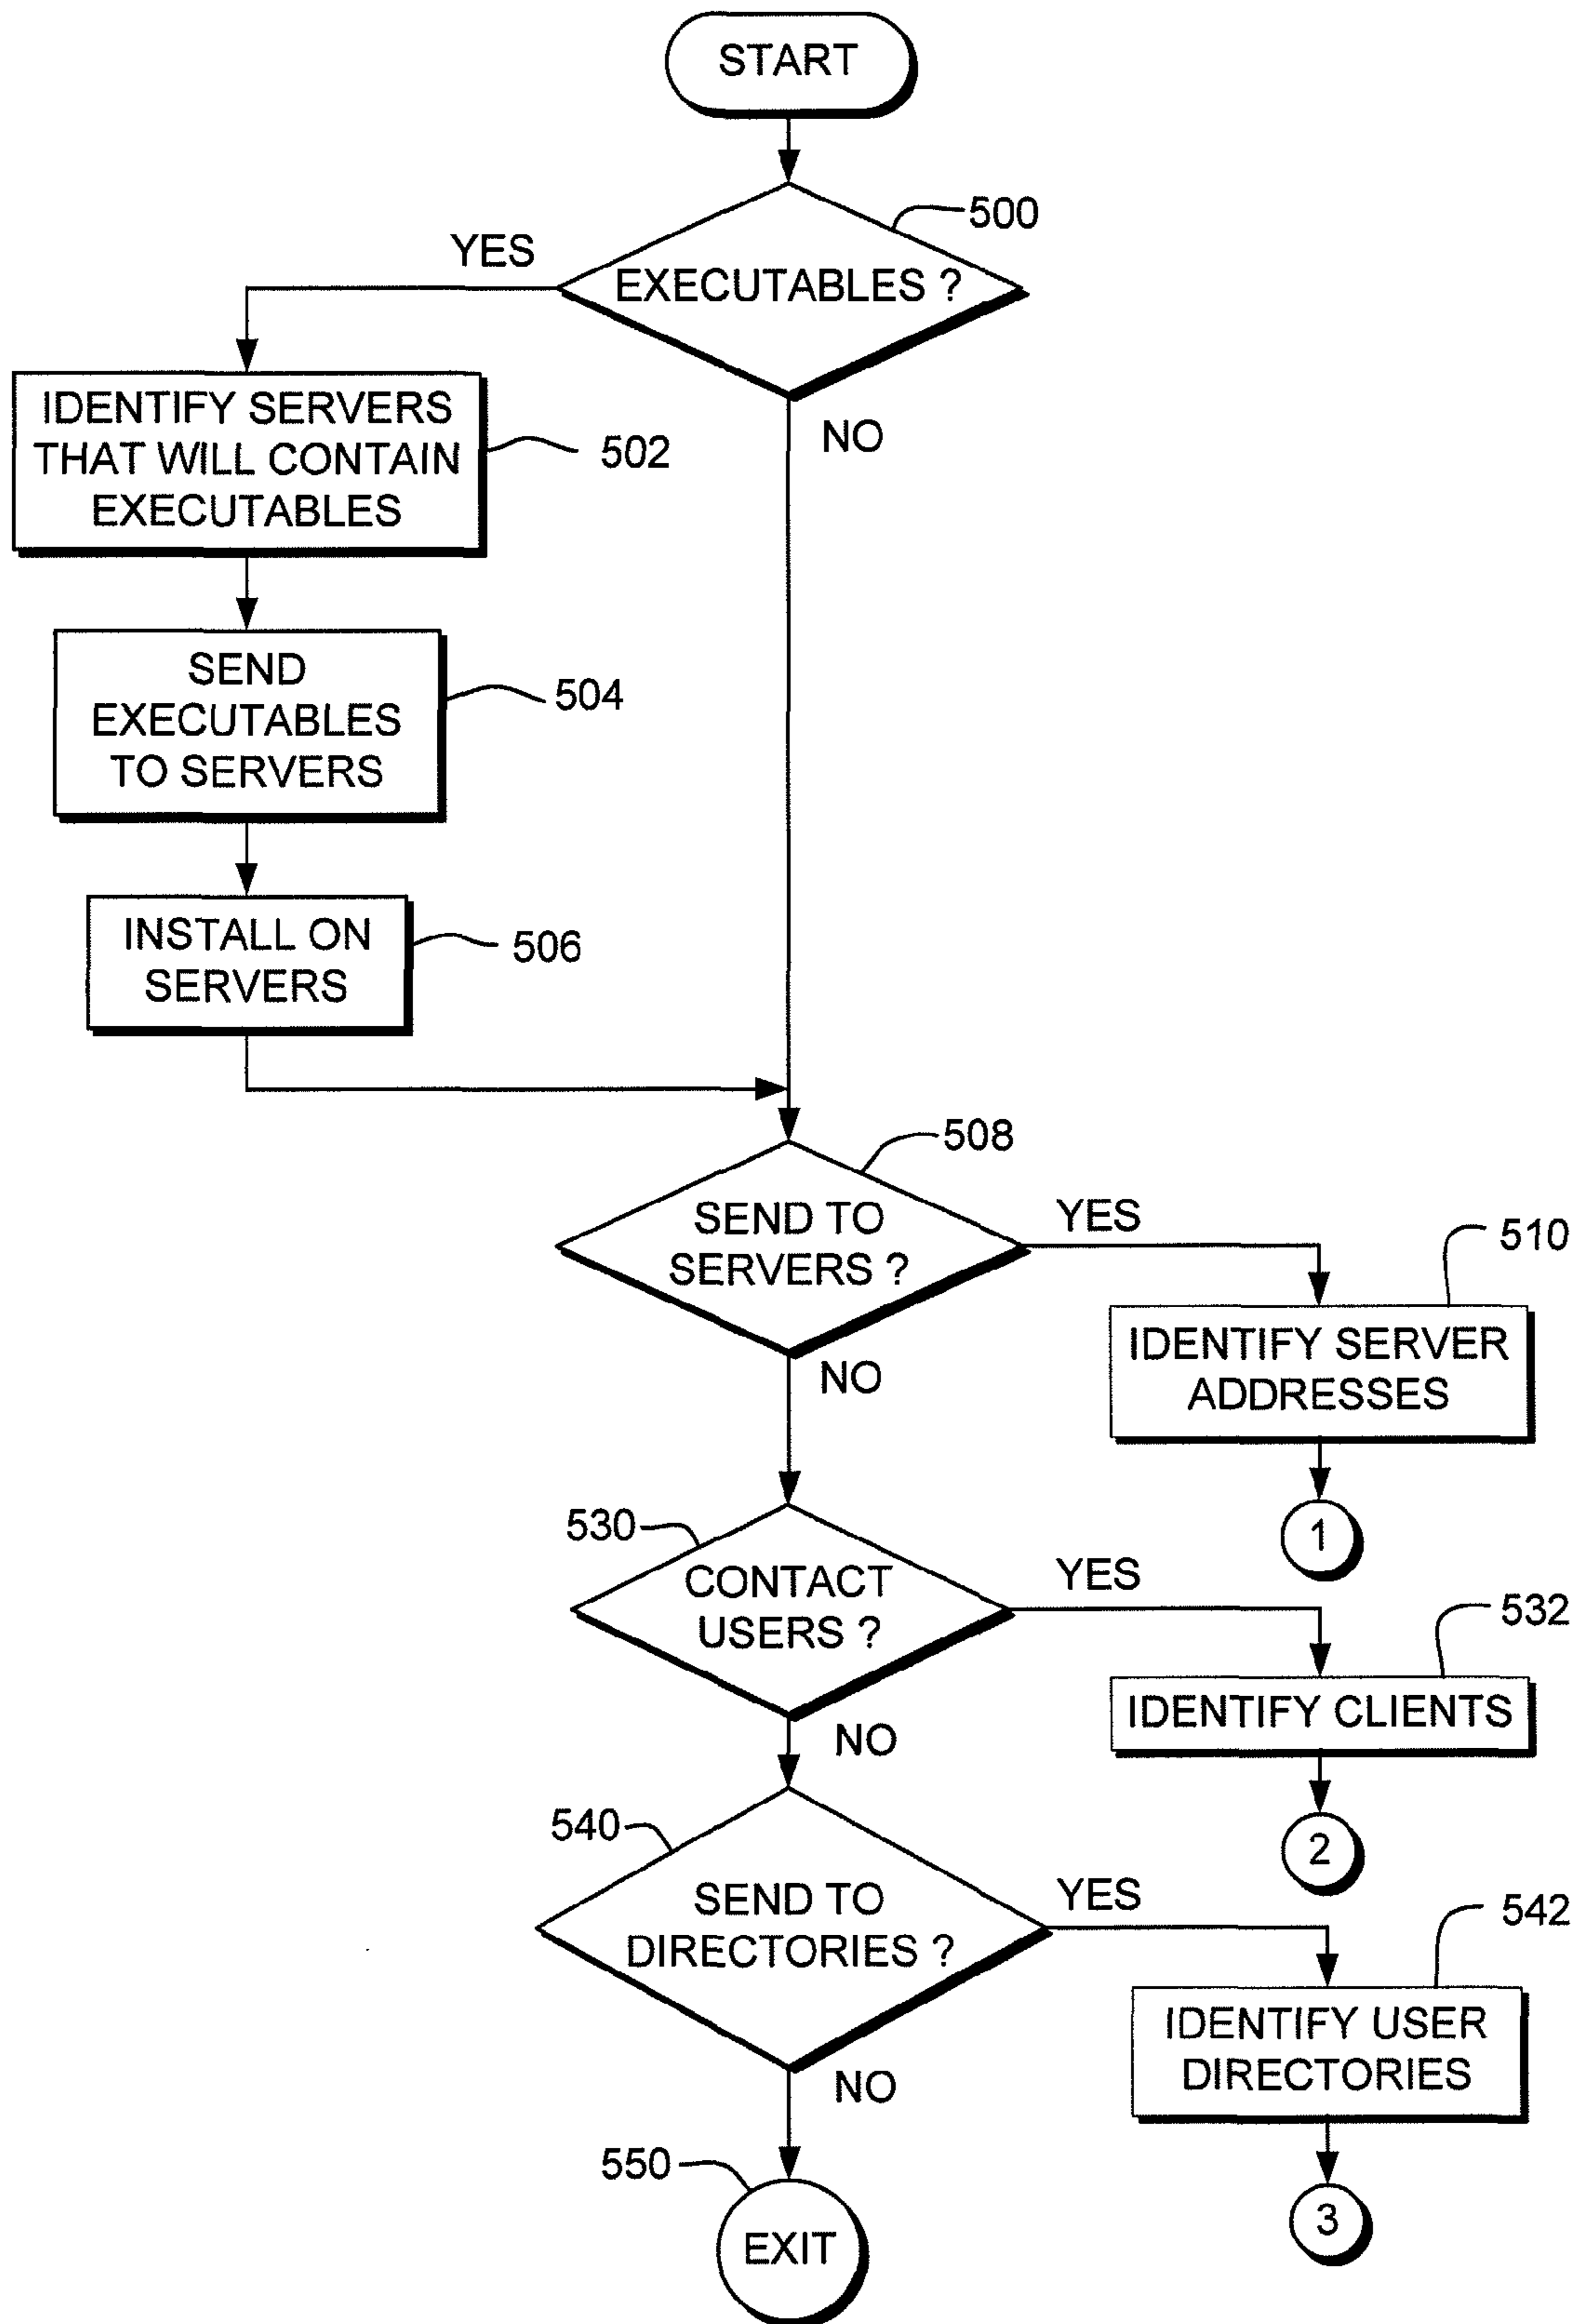 START
500
YES
EXECUTABLES ?
IDENTIFY SERVERS
THAT WILL CONTAIN
EXECUTABLES
502
NO
SEND
EXECUTABLES
TO SERVERS
504
INSTALL ON
SERVERS
506
508
SEND TO
SERVERS ?
YES
510
IDENTIFY SERVER
ADDRESSES
NO
1
530
CONTACT
USERS ?
YES
532
IDENTIFY CLIENTS
NO
2
540
SEND TO
DIRECTORIES ?
YES
542
IDENTIFY USER
DIRECTORIES
NO
3
550
EXIT